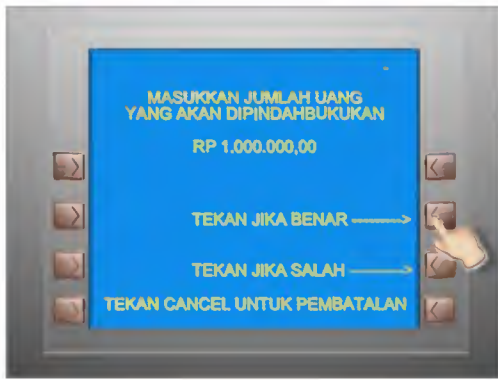 MASUKKAN JUMLAH UANG
YANG AKAN DIPINDAHBUKUKAN
RP 1.000.000,00
TEKAN JIKA BENAR --------->
TEKAN JIKA SALAH --------->
TEKAN CANCEL UNTUK PEMBATALAN